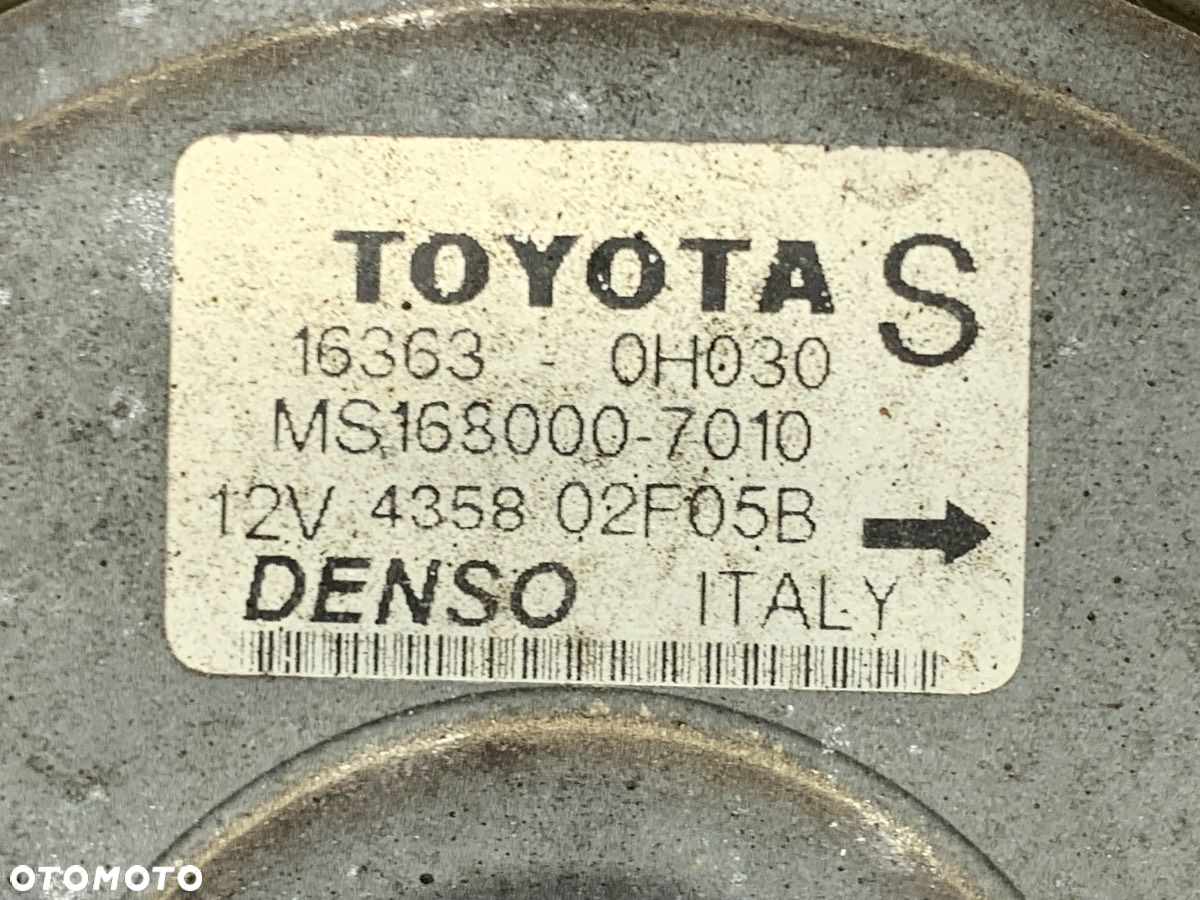 TOYOTA S
16363 - 0H030
MS168000-7010
12V 4358 02F05B
DENSO ITALY
OTOMOTO